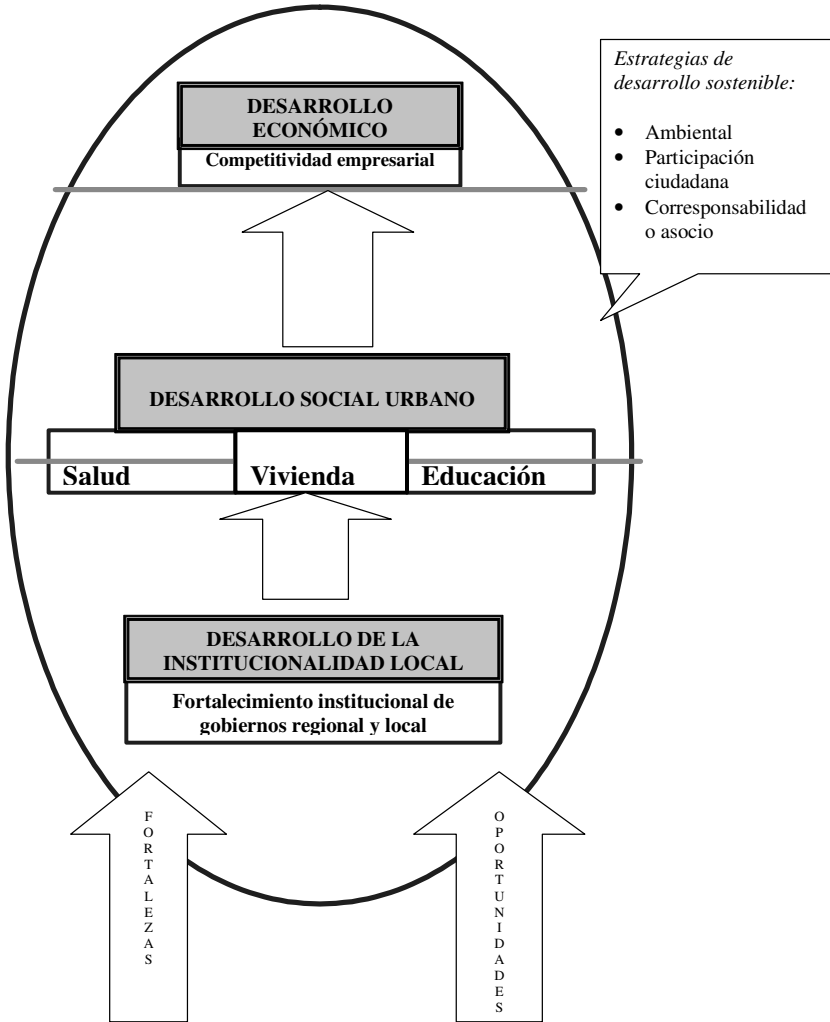 Estrategias de
desarrollo sostenible:
• Ambiental
• Participación
ciudadana
• Corresponsabilidad
o asocio
DESARROLLO
ECONÓMICO
Competitividad empresarial
DESARROLLO SOCIAL URBANO
Salud
Vivienda
Educación
DESARROLLO DE LA
INSTITUCIONALIDAD LOCAL
Fortalecimiento institucional de
gobiernos regional y local
FORTALEZAS
OPORTUNIDADES